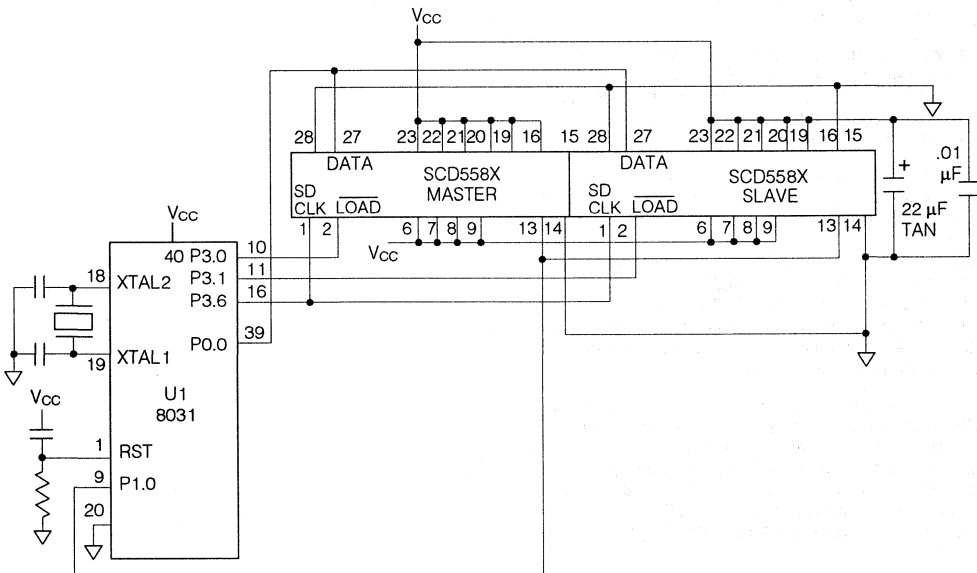 VCC
28 27 23 22 21 20 19 16 15 28 27 23 22 21 20 19 16 15
DATA
SCD558X
MASTER
SD
CLK LOAD
DATA
SCD558X
SLAVE
SD
CLK LOAD
+
22 µF
TAN
.01
µF
1 2 6 7 8 9 13 14 1 2 6 7 8 9 13 14
VCC
VCC
40 P3.0 10
P3.1 11
P3.6 16
P0.0 39
18 XTAL2
19 XTAL1
U1
8031
VCC
1 RST
9 P1.0
20